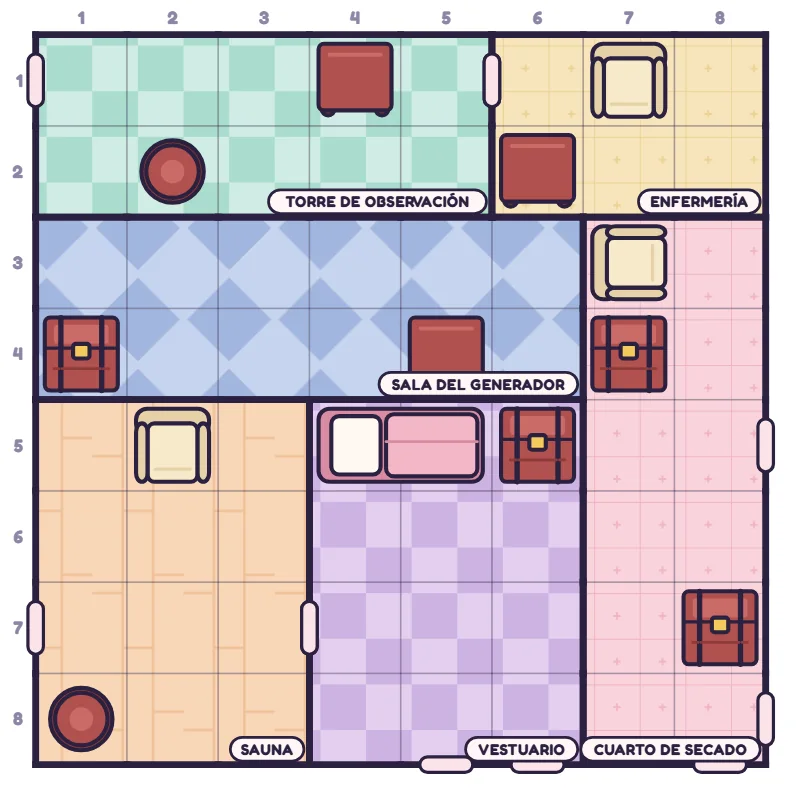 1 2 3 4 5 6 7 8
1
2
TORRE DE OBSERVACIÓN ENFERMERÍA
3
4
SALA DEL GENERADOR
5
6
7
8
SAUNA VESTUARIO CUARTO DE SECADO